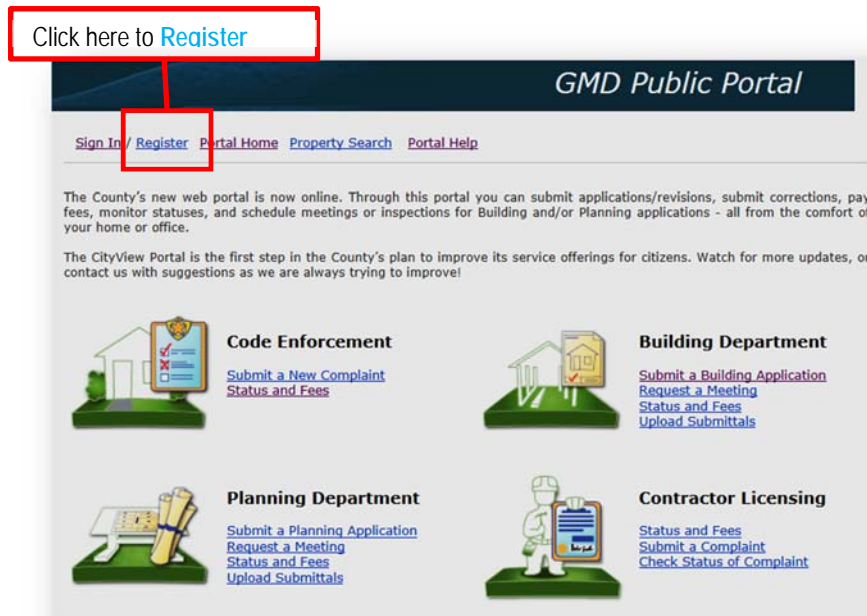 Click here to Register
GMD Public Portal
Sign In / Register Portal Home Property Search Portal Help
The County's new web portal is now online. Through this portal you can submit applications/revisions, submit corrections, pay
fees, monitor statuses, and schedule meetings or inspections for Building and/or Planning applications - all from the comfort of
your home or office.
The CityView Portal is the first step in the County's plan to improve its service offerings for citizens. Watch for more updates, or
contact us with suggestions as we are always trying to improve!
Code Enforcement
Submit a New Complaint
Status and Fees
Building Department
Submit a Building Application
Request a Meeting
Status and Fees
Upload Submittals
Planning Department
Submit a Planning Application
Request a Meeting
Status and Fees
Upload Submittals
Contractor Licensing
Status and Fees
Submit a Complaint
Check Status of Complaint